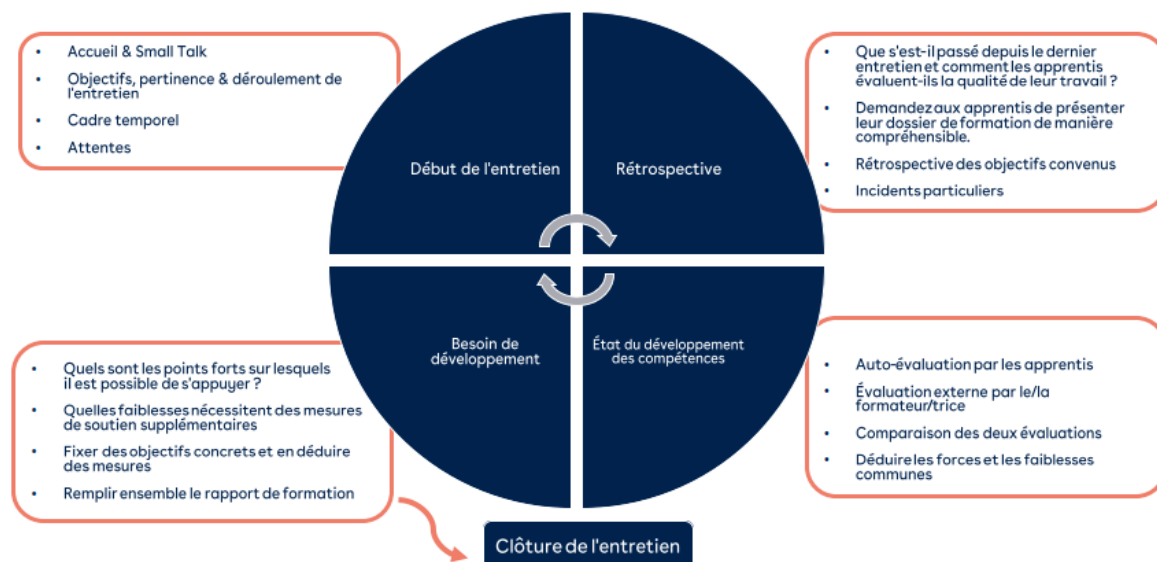 • Accueil & Small Talk
• Objectifs, pertinence & déroulement de
l'entretien
• Cadre temporel
• Attentes
Début de l'entretien
Rétrospective
• Que s'est-il passé depuis le dernier
entretien et comment les apprentis
évaluent-ils la qualité de leur travail ?
• Demandez aux apprentis de présenter
leur dossier de formation de manière
compréhensible.
• Rétrospective des objectifs convenus
• Incidents particuliers
Besoin de
développement
État du développement
des compétences
• Quels sont les points forts sur lesquels
il est possible de s'appuyer ?
• Quelles faiblesses nécessitent des mesures
de soutien supplémentaires
• Fixer des objectifs concrets et en déduire
des mesures
• Remplir ensemble le rapport de formation
• Auto-évaluation par les apprentis
• Évaluation externe par le/la
formateur/trice
• Comparaison des deux évaluations
• Déduire les forces et les faiblesses
communes
Clôture de l'entretien